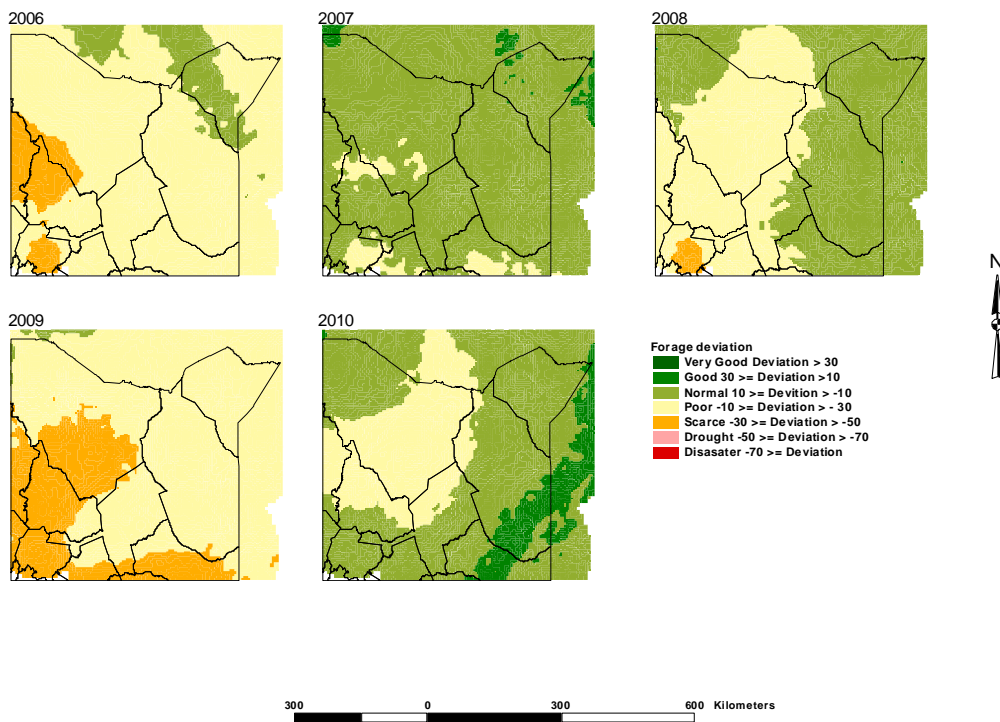 2006
2007
2008
N
2009
2010
Forage deviation
Very Good Deviation > 30
Good 30 >= Deviation >10
Normal 10 >= Devition > -10
Poor -10 >= Deviation > - 30
Scarce -30 >= Deviation > -50
Drought -50 >= Deviation > -70
Disasater -70 >= Deviation
300 0 300 600 Kilometers